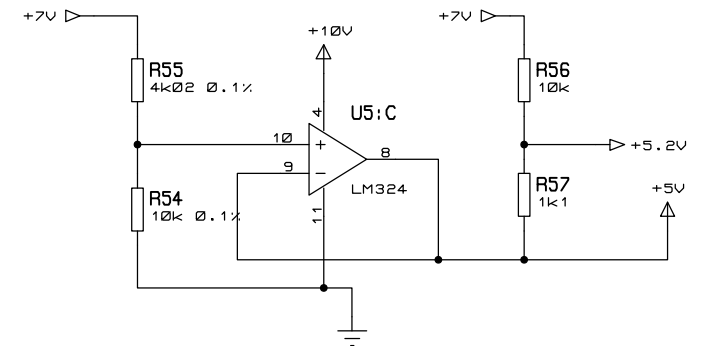 +7V
R55
4k02 0.1%
R54
10k 0.1%
+10V
4
U5:C
10
+
9
−
8
LM324
11
+7V
R56
10k
+5.2V
R57
1k1
+5V